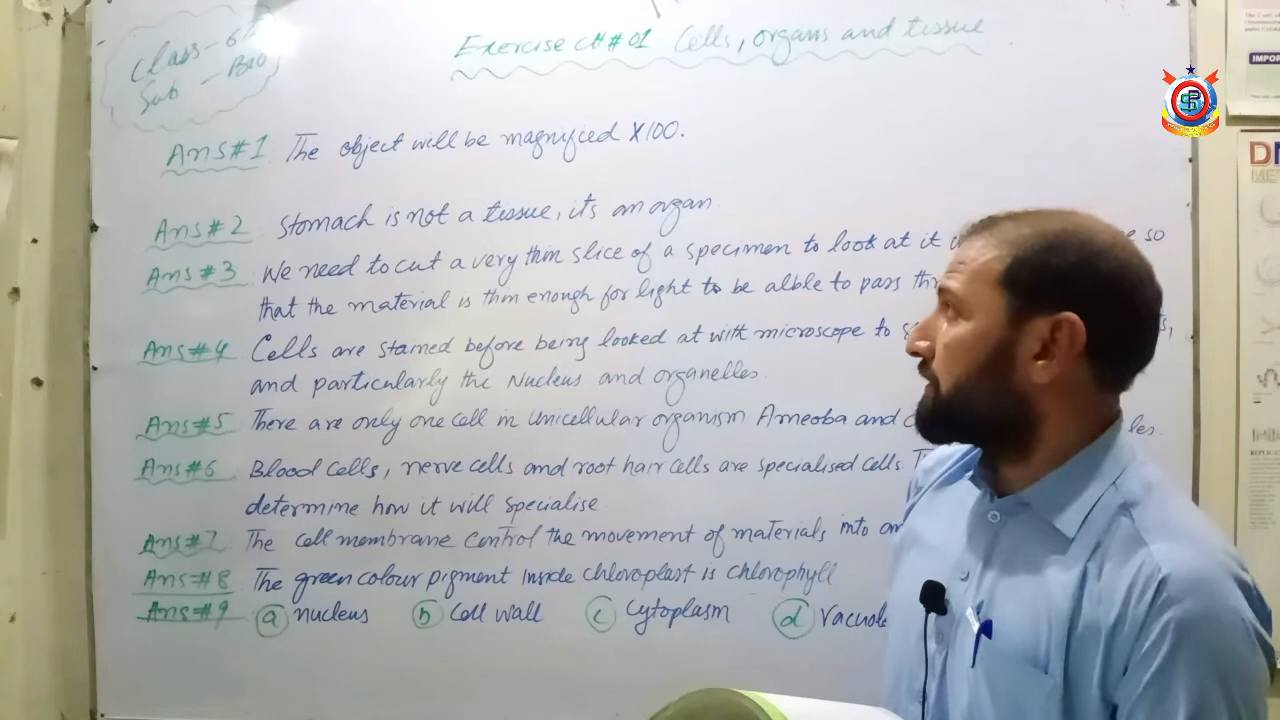 Class - 6th
Sub - Bio
Exercise CH # 01 Cells, organs and tissue
Ans#1 The object will be magnified X100.
Ans#2 Stomach is not a tissue, its an organ.
Ans#3 We need to cut a very thin slice of a specimen to look at it so
that the material is thin enough for light to be alble to pass
Ans#4 Cells are stained before being looked at with microscope to
and particularly the Nucleus and organelles.
Ans#5 There are only one cell in unicellular organism Ameoba and
Ans#6 Blood cells, nerve cells and root hair cells are specialised cells.
determine how it will specialise
Ans#7 The cell membrane control the movement of materials into
Ans#8 The green colour pigment inside chloroplast is chlorophyll
Ans#9 a nucleus b Cell wall c Cytoplasm d
IMPOR